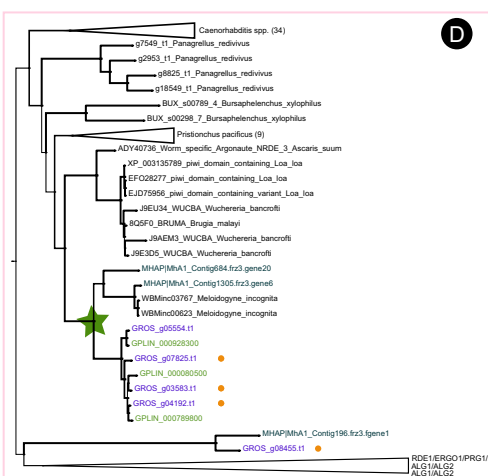 D
Caenorhabditis spp. (34)
g7549_t1_Panagrellus_redivivus
g2953_t1_Panagrellus_redivivus
g8825_t1_Panagrellus_redivivus
g18549_t1_Panagrellus_redivivus
BUX_s00789_4_Bursaphelenchus_xylophilus
BUX_s00298_7_Bursaphelenchus_xylophilus
Pristionchus pacificus (9)
ADY40736_Worm_specific_Argonaute_NRDE_3_Ascaris_suum
XP_003135789_piwi_domain_containing_Loa_loa
EFO28277_piwi_domain_containing_Loa_loa
EJD75956_piwi_domain_containing_variant_Loa_loa
J9EU34_WUCBA_Wuchereria_bancrofti
8Q5F0_BRUMA_Brugia_malayi
J9AEM3_WUCBA_Wuchereria_bancrofti
J9E3D5_WUCBA_Wuchereria_bancrofti
MHAP|MhA1_Contig684.frz3.gene20
MHAP|MhA1_Contig1305.frz3.gene6
WBMinc03767_Meloidogyne_incognita
WBMinc00623_Meloidogyne_incognita
GROS_g05554.t1
GPLIN_000928300
GROS_g07825.t1
GPLIN_000080500
GROS_g03583.t1
GROS_g04192.t1
GPLIN_000789800
MHAP|MhA1_Contig196.frz3.fgene1
GROS_g08455.t1
RDE1/ERGO1/PRG1/
ALG1/ALG2
ALG1/ALG2